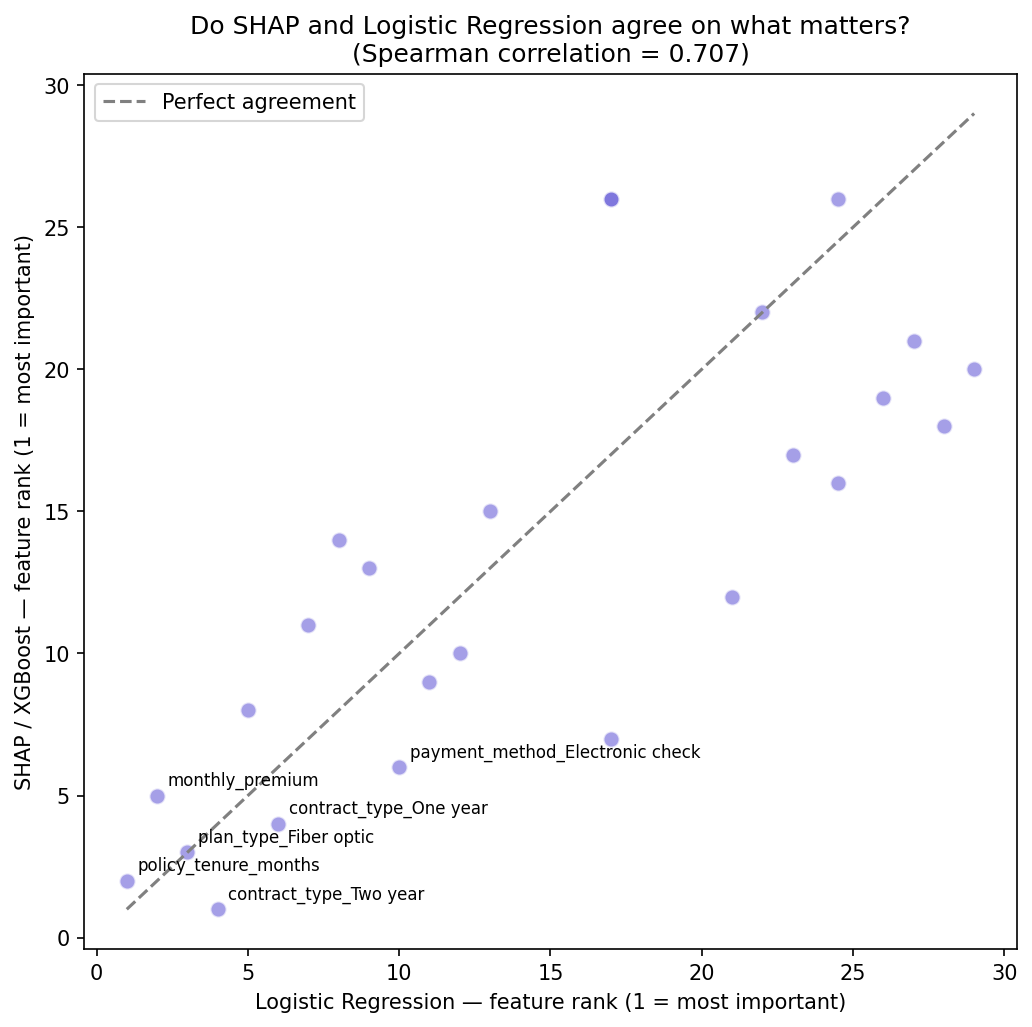 Do SHAP and Logistic Regression agree on what matters?
(Spearman correlation = 0.707)
Perfect agreement
30
25
20
15
10
5
0
SHAP / XGBoost — feature rank (1 = most important)
payment_method_Electronic check
monthly_premium
contract_type_One year
plan_type_Fiber optic
policy_tenure_months
contract_type_Two year
0
5
10
15
20
25
30
Logistic Regression — feature rank (1 = most important)